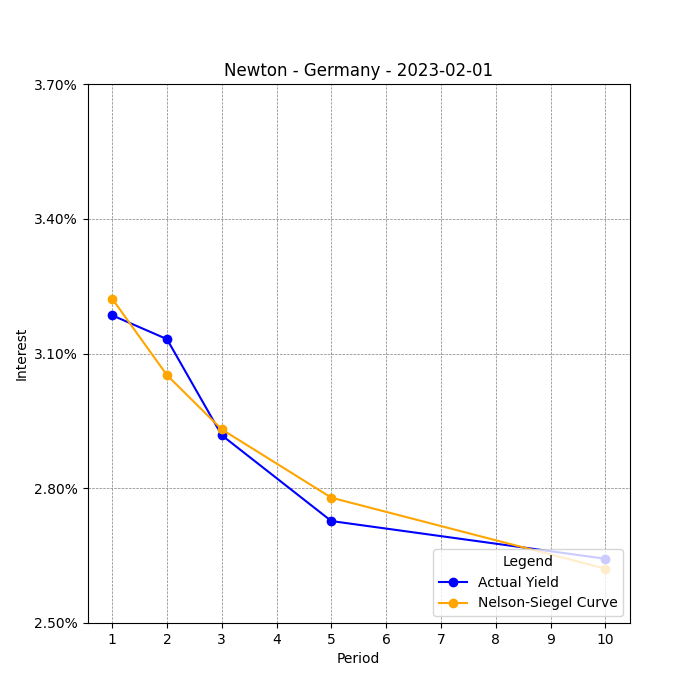 Newton - Germany - 2023-02-01
3.70%
3.40%
3.10%
2.80%
2.50%
Interest
1 2 3 4 5 6 7 8 9 10
Period
Legend
Actual Yield
Nelson-Siegel Curve